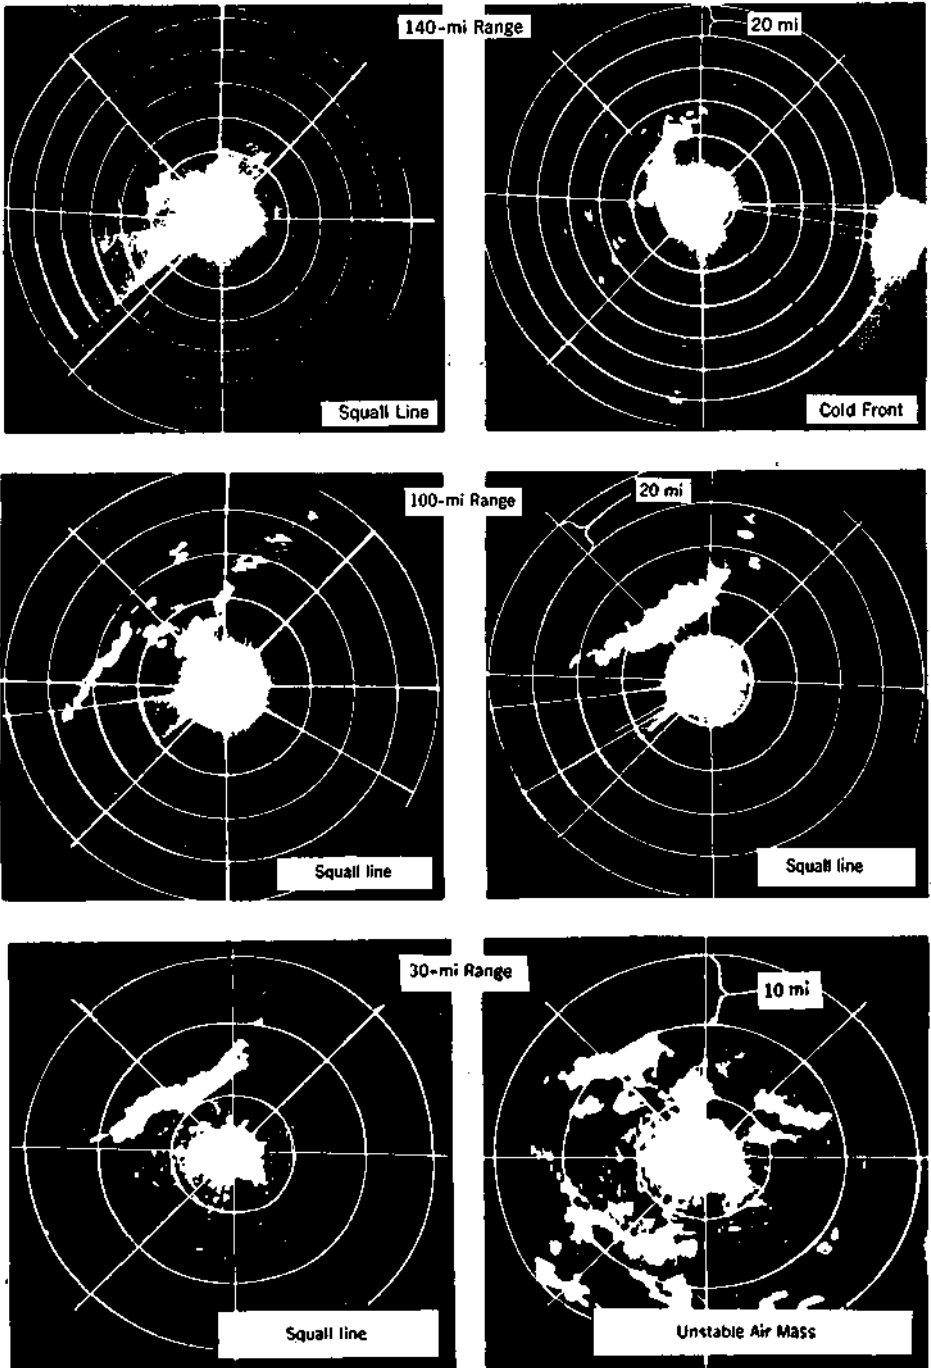 140-mi Range
20 mi
Squall Line
Cold Front
100-mi Range
20 mi
Squall line
Squall line
30-mi Range
10 mi
Squall line
Unstable Air Mass